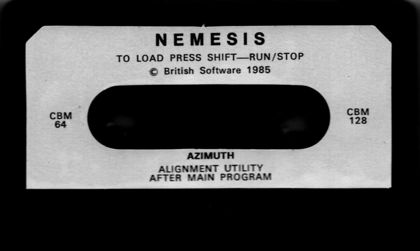 NEMESIS
TO LOAD PRESS SHIFT—RUN/STOP
© British Software 1985
CBM
64
CBM
128
AZIMUTH
ALIGNMENT UTILITY
AFTER MAIN PROGRAM